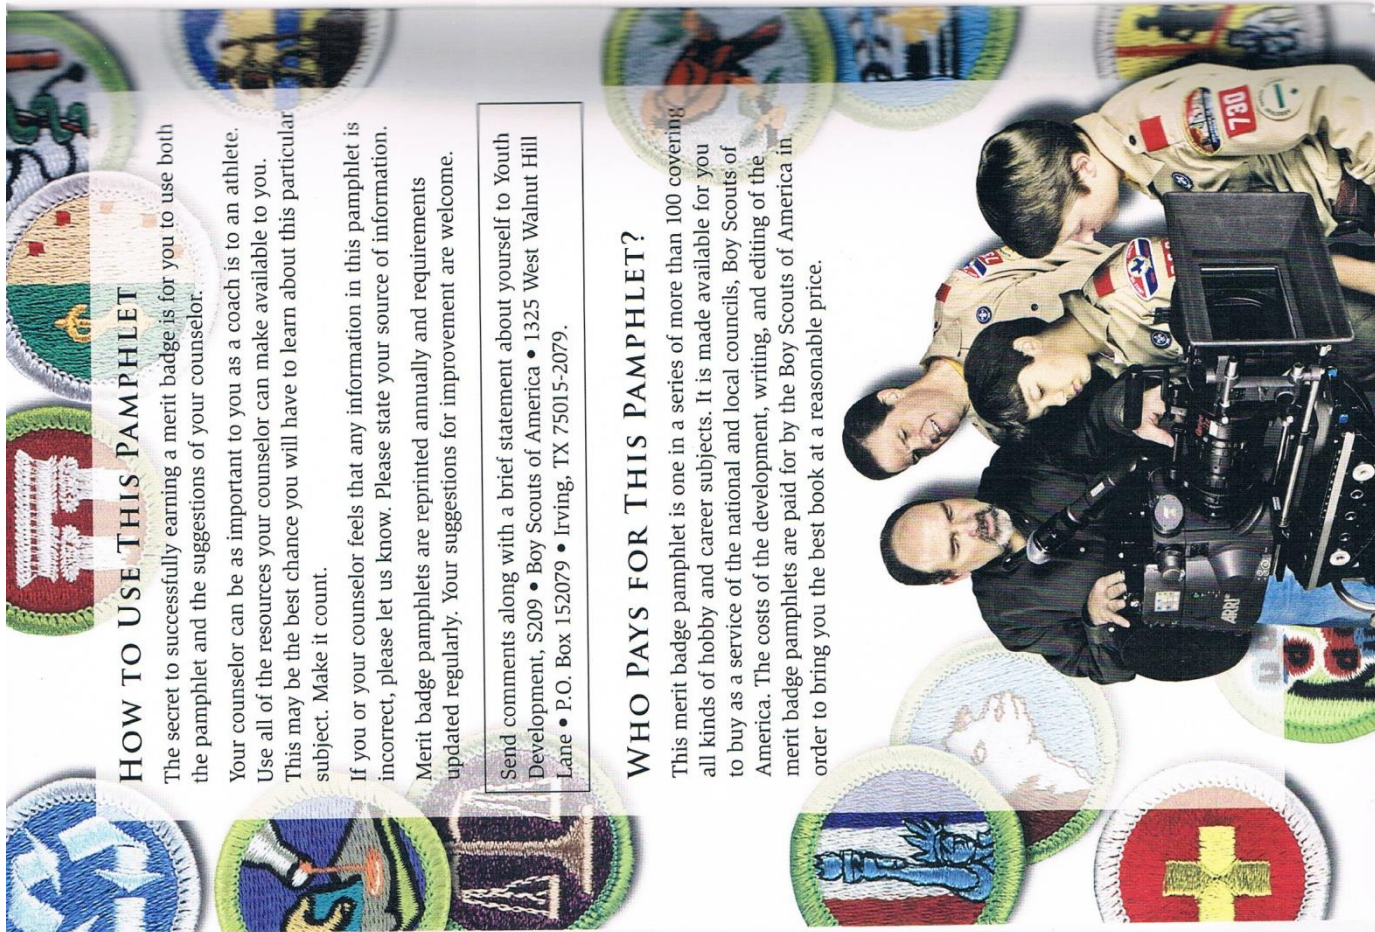 HOW TO USE THIS PAMPHLET
The secret to successfully earning a merit badge is for you to use both
the pamphlet and the suggestions of your counselor.
Your counselor can be as important to you as a coach is to an athlete.
Use all of the resources your counselor can make available to you.
This may be the best chance you will have to learn about this particular
subject. Make it count.
If you or your counselor feels that any information in this pamphlet is
incorrect, please let us know. Please state your source of information.
Merit badge pamphlets are reprinted annually and requirements
updated regularly. Your suggestions for improvement are welcome.
Send comments along with a brief statement about yourself to Youth
Development, S209 • Boy Scouts of America • 1325 West Walnut Hill
Lane • P.O. Box 152079 • Irving, TX 75015-2079.
WHO PAYS FOR THIS PAMPHLET?
This merit badge pamphlet is one in a series of more than 100 covering
all kinds of hobby and career subjects. It is made available for you
to buy as a service of the national and local councils, Boy Scouts of
America. The costs of the development, writing, and editing of the
merit badge pamphlets are paid for by the Boy Scouts of America in
order to bring you the best book at a reasonable price.
730
ARRI